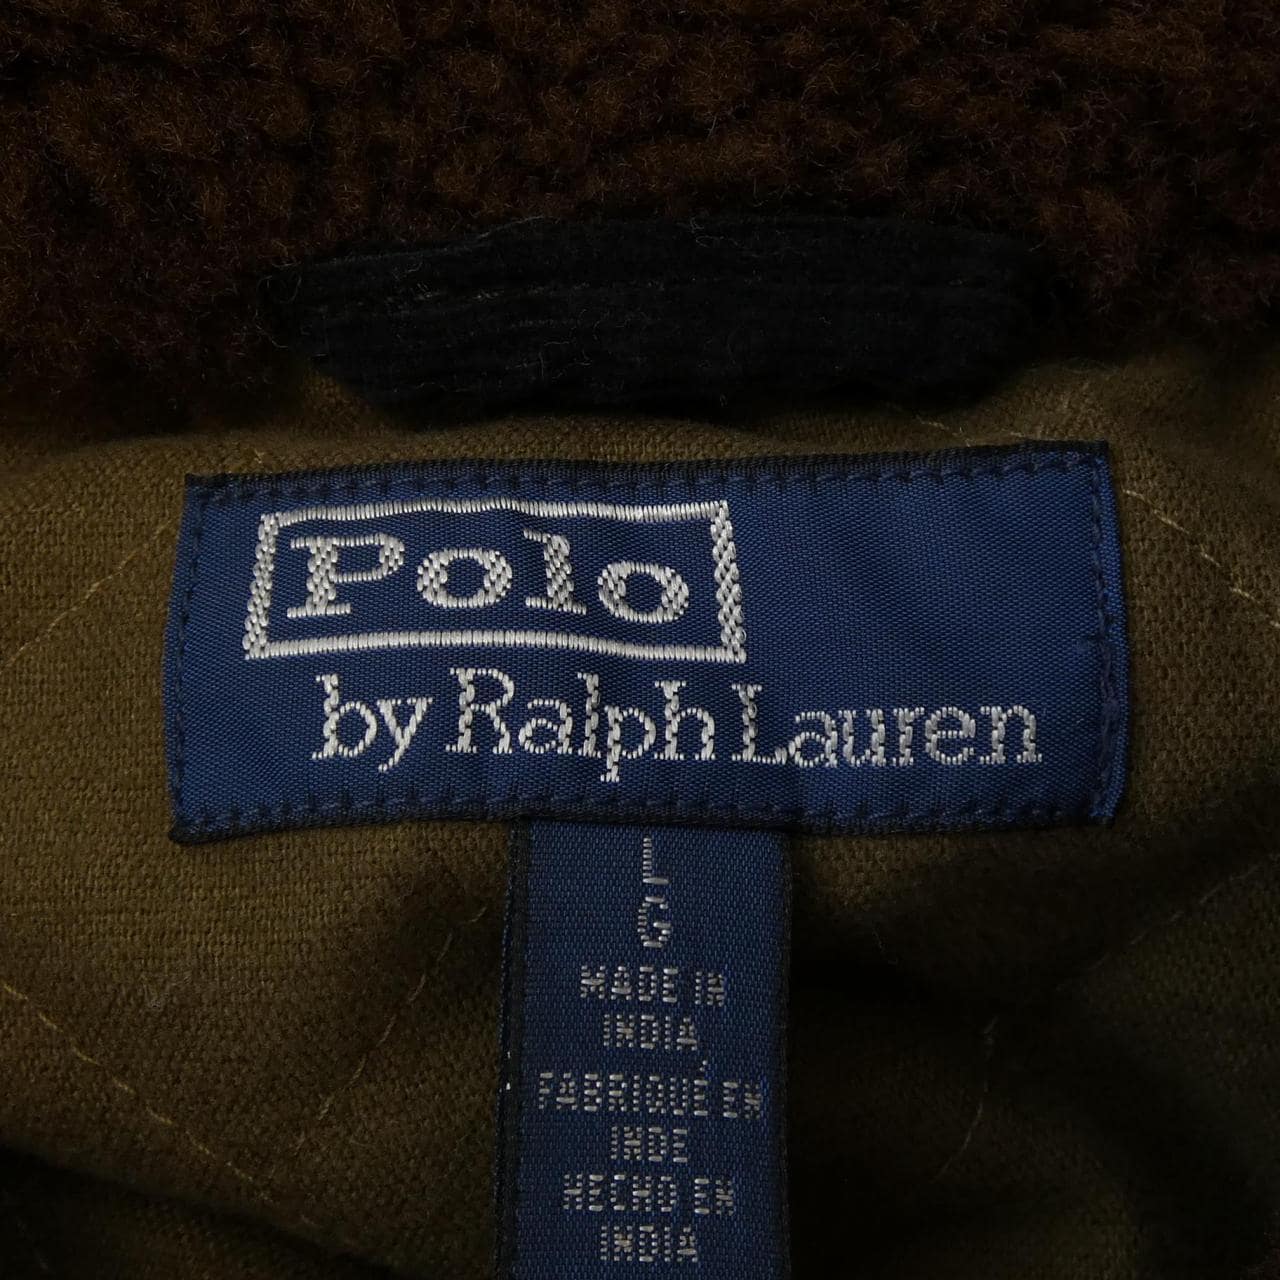 Polo
by Ralph Lauren
L
G
MADE IN
INDIA
FABRIQUÉ EN
INDE
HECHO EN
INDIA